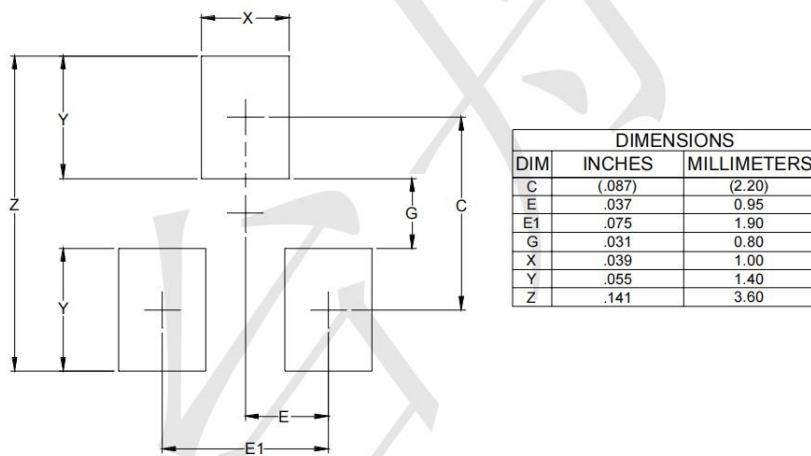 X
Y
Z
G
C
Y
E
E1
DIMENSIONS
DIM INCHES MILLIMETERS
C (.087) (2.20)
E .037 0.95
E1 .075 1.90
G .031 0.80
X .039 1.00
Y .055 1.40
Z .141 3.60